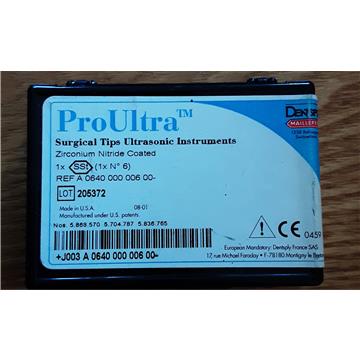 ProUltra™
Surgical Tips Ultrasonic Instruments
Zirconium Nitride Coated
1x SSt (1x N° 6)
REF A 0640 000 006 00-
LOT 205372
Made in U.S.A. 08-01
Manufactured under U.S. patents.
Nos. 5.868.570 5.704.787 5.836.765
+J003 A 0640 000 006 00-
DENTSPLY
MAILLEFER
Switzerland
CE 0459
European Mandatory: Dentsply France SAS
17, rue Michael Faraday • F-78180 Montigny le